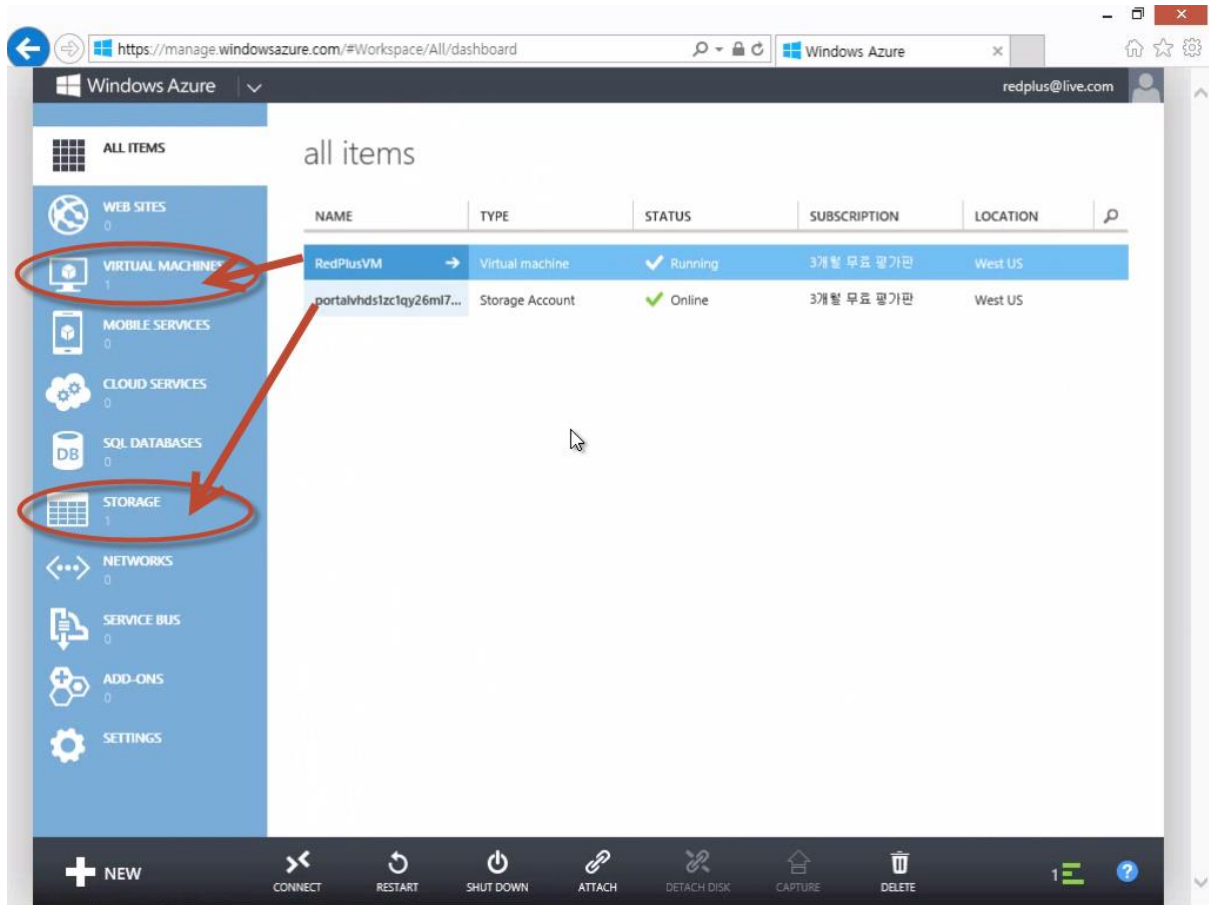 https://manage.windowsazure.com/#Workspace/All/dashboard
Windows Azure
Windows Azure
redplus@live.com
ALL ITEMS
WEB SITES
0
VIRTUAL MACHINES
1
MOBILE SERVICES
0
CLOUD SERVICES
0
DB
SQL DATABASES
0
STORAGE
1
NETWORKS
0
SERVICE BUS
0
ADD-ONS
0
SETTINGS
all items
NAME TYPE STATUS SUBSCRIPTION LOCATION
RedPlusVM Virtual machine Running 3개월 무료 평가판 West US
portalvhds1zc1qy26ml7... Storage Account Online 3개월 무료 평가판 West US
NEW
CONNECT RESTART SHUT DOWN ATTACH DETACH DISK CAPTURE DELETE
1
?